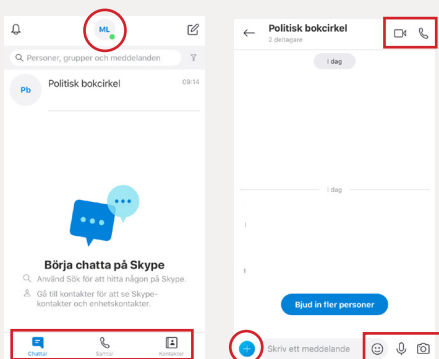 ML
Personer, grupper och meddelanden
Pb
Politisk bokcirkel
09:14
Börja chatta på Skype
Använd Sök för att hitta någon på Skype.
Gå till kontakter för att se Skype-
kontakter och enhetskontakter.
Chattar
Samtal
Kontakter
Politisk bokcirkel
2 deltagare
I dag
I dag
Bjud in fler personer
Skriv ett meddelande